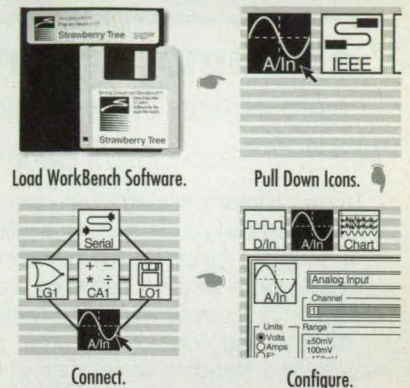 Strawberry Tree
Strawberry Tree
A/In
IEEE
Load WorkBench Software.
Pull Down Icons.
Serial
LG1
+ −
* ÷
CA1
LO1
A/In
Connect.
D/In
A/In
Chart
A/In
Analog Input
Channel
1
Units
Volts
Amps
F°
Range
±50mV
100mV
Configure.